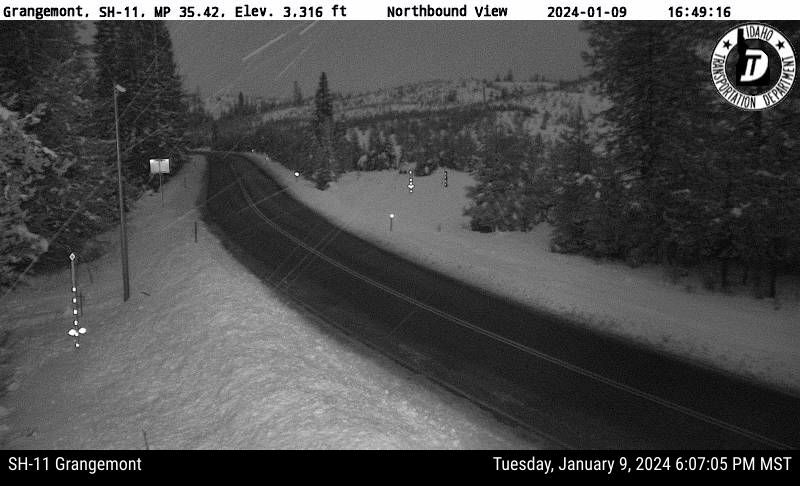 Grangemont, SH-11, MP 35.42, Elev. 3,316 ft Northbound View 2024-01-09 16:49:16
IDAHO
TRANSPORTATION DEPARTMENT
SH-11 Grangemont Tuesday, January 9, 2024 6:07:05 PM MST